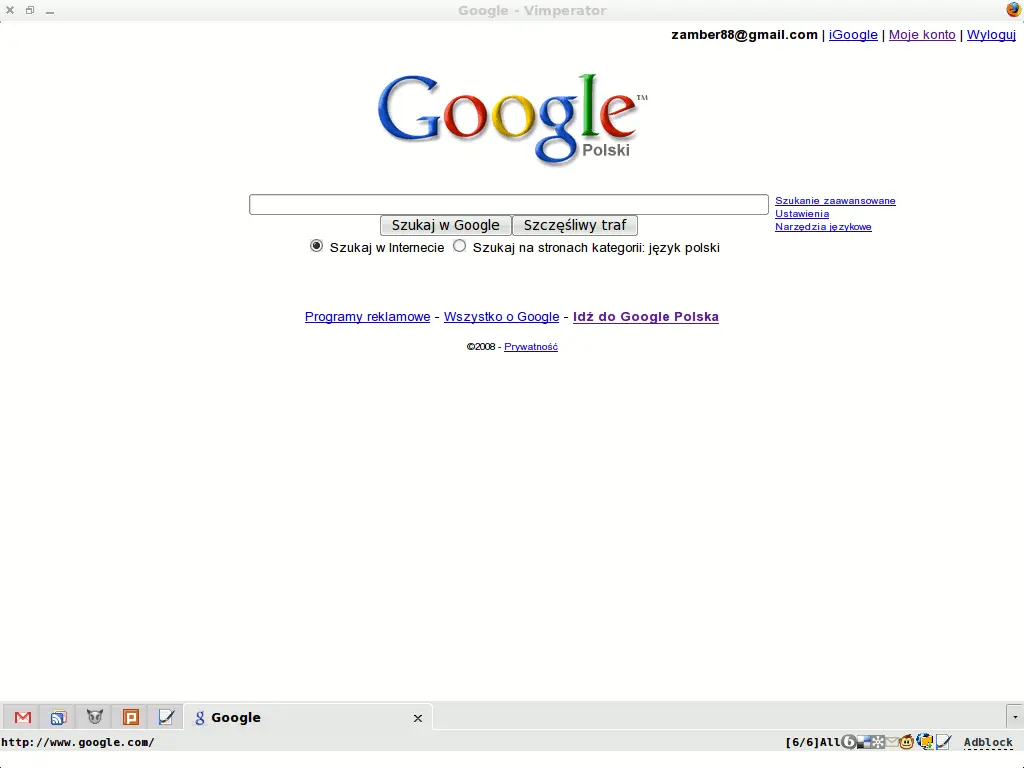 Google - Vimperator
zamber88@gmail.com | iGoogle | Moje konto | Wyloguj
Google™
Polski
Szukanie zaawansowane
Ustawienia
Narzędzia językowe
Szukaj w Google Szczęśliwy traf
Szukaj w Internecie Szukaj na stronach kategorii: język polski
Programy reklamowe - Wszystko o Google - Idź do Google Polska
©2008 - Prywatność
Google
http://www.google.com/ [6/6]All Adblock